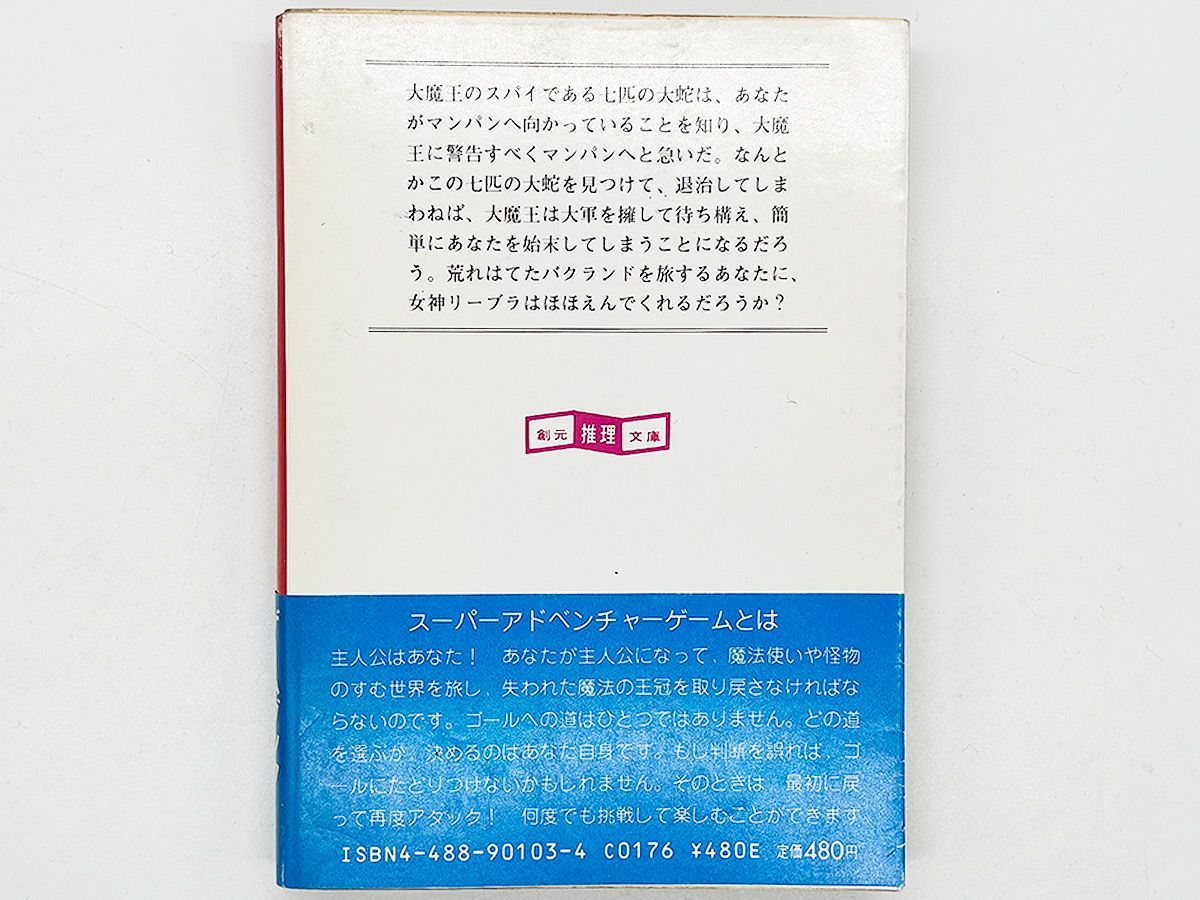 大魔王のスパイである七匹の大蛇は、あなた
がマンパンへ向かっていることを知り、大魔
王に警告すべくマンパンへと急いだ。なんと
かこの七匹の大蛇を見つけて、退治してしま
わねば、大魔王は大軍を擁して待ち構え、簡
単にあなたを始末してしまうことになるだろ
う。荒れはてたバクランドを旅するあなたに、
女神リーブラはほほえんでくれるだろうか？
創元推理文庫
スーパーアドベンチャーゲームとは
主人公はあなた！　あなたが主人公になって、魔法使いや怪物
のすむ世界を旅し、失われた魔法の王冠を取り戻さなければな
らないのです。ゴールへの道はひとつではありません。どの道
を選ぶか、決めるのはあなた自身です。もし判断を誤れば、ゴ
ールにたどりつけないかもしれません。そのときは、最初に戻
って再度アタック！　何度でも挑戦して楽しむことができます。
ISBN4-488-90103-4 C0176 ¥480E 定価480円